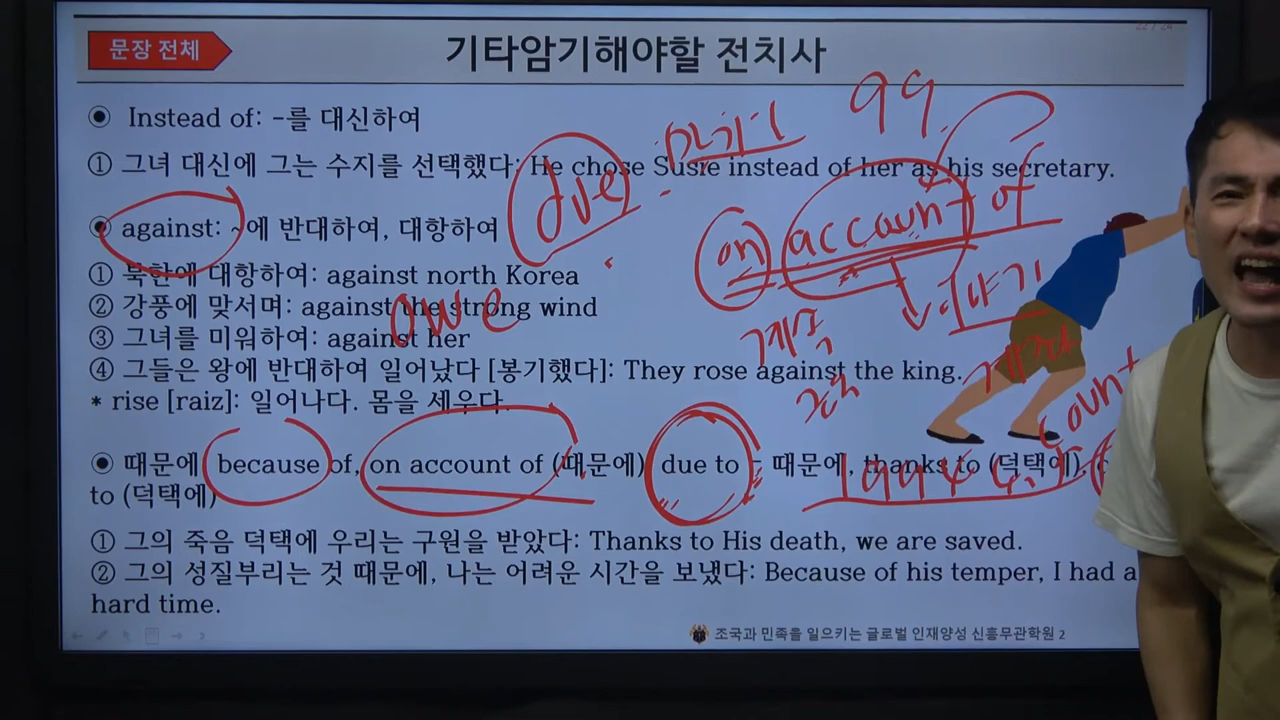 문장 전체
기타암기해야할 전치사
◉ Instead of: -를 대신하여
① 그녀 대신에 그는 수지를 선택했다: He chose Susie instead of her as his secretary.
◉ against: ~에 반대하여, 대항하여
① 북한에 대항하여: against north Korea
② 강풍에 맞서며: against the strong wind
③ 그녀를 미워하여: against her
④ 그들은 왕에 반대하여 일어났다 [봉기했다]: They rose against the king.
* rise [raiz]: 일어나다. 몸을 세우다.
◉ 때문에 because of, on account of (때문에) due to - 때문에, thanks to (덕택에),
to (덕택에)
① 그의 죽음 덕택에 우리는 구원을 받았다: Thanks to His death, we are saved.
② 그의 성질부리는 것 때문에, 나는 어려운 시간을 보냈다: Because of his temper, I had a
hard time.
조국과 민족을 일으키는 글로벌 인재양성 신흥무관학원 2
99
due
on account of
이야기
owe
계좌
count